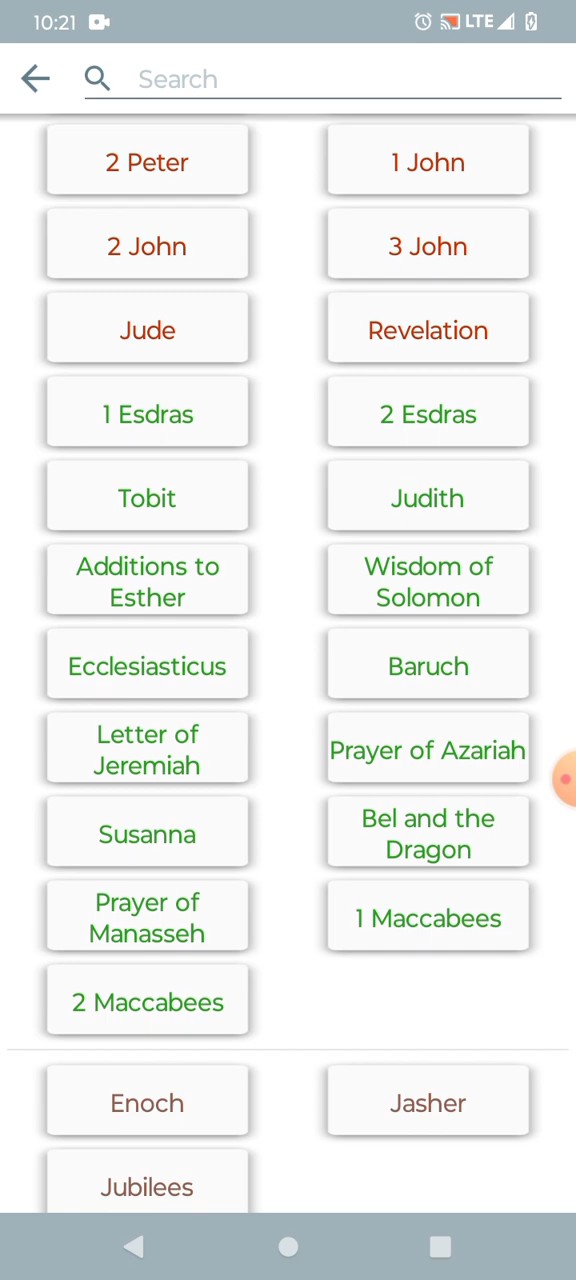 10:21
LTE
Search
2 Peter
1 John
2 John
3 John
Jude
Revelation
1 Esdras
2 Esdras
Tobit
Judith
Additions to
Esther
Wisdom of
Solomon
Ecclesiasticus
Baruch
Letter of
Jeremiah
Prayer of Azariah
Susanna
Bel and the
Dragon
Prayer of
Manasseh
1 Maccabees
2 Maccabees
Enoch
Jasher
Jubilees